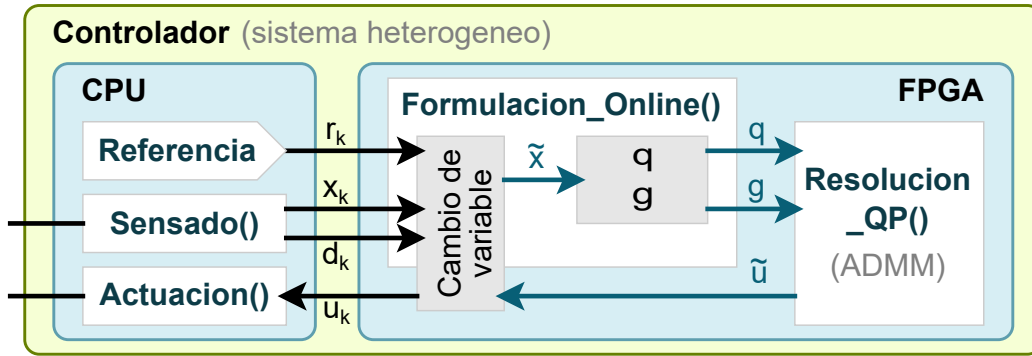 Controlador (sistema heterogeneo)
CPU
FPGA
Formulacion_Online()
Referencia
r_k
Cambio de
variable
x̃
q
g
q
g
Resolucion
_QP()
(ADMM)
Sensado()
x_k
d_k
Actuacion()
u_k
ũ